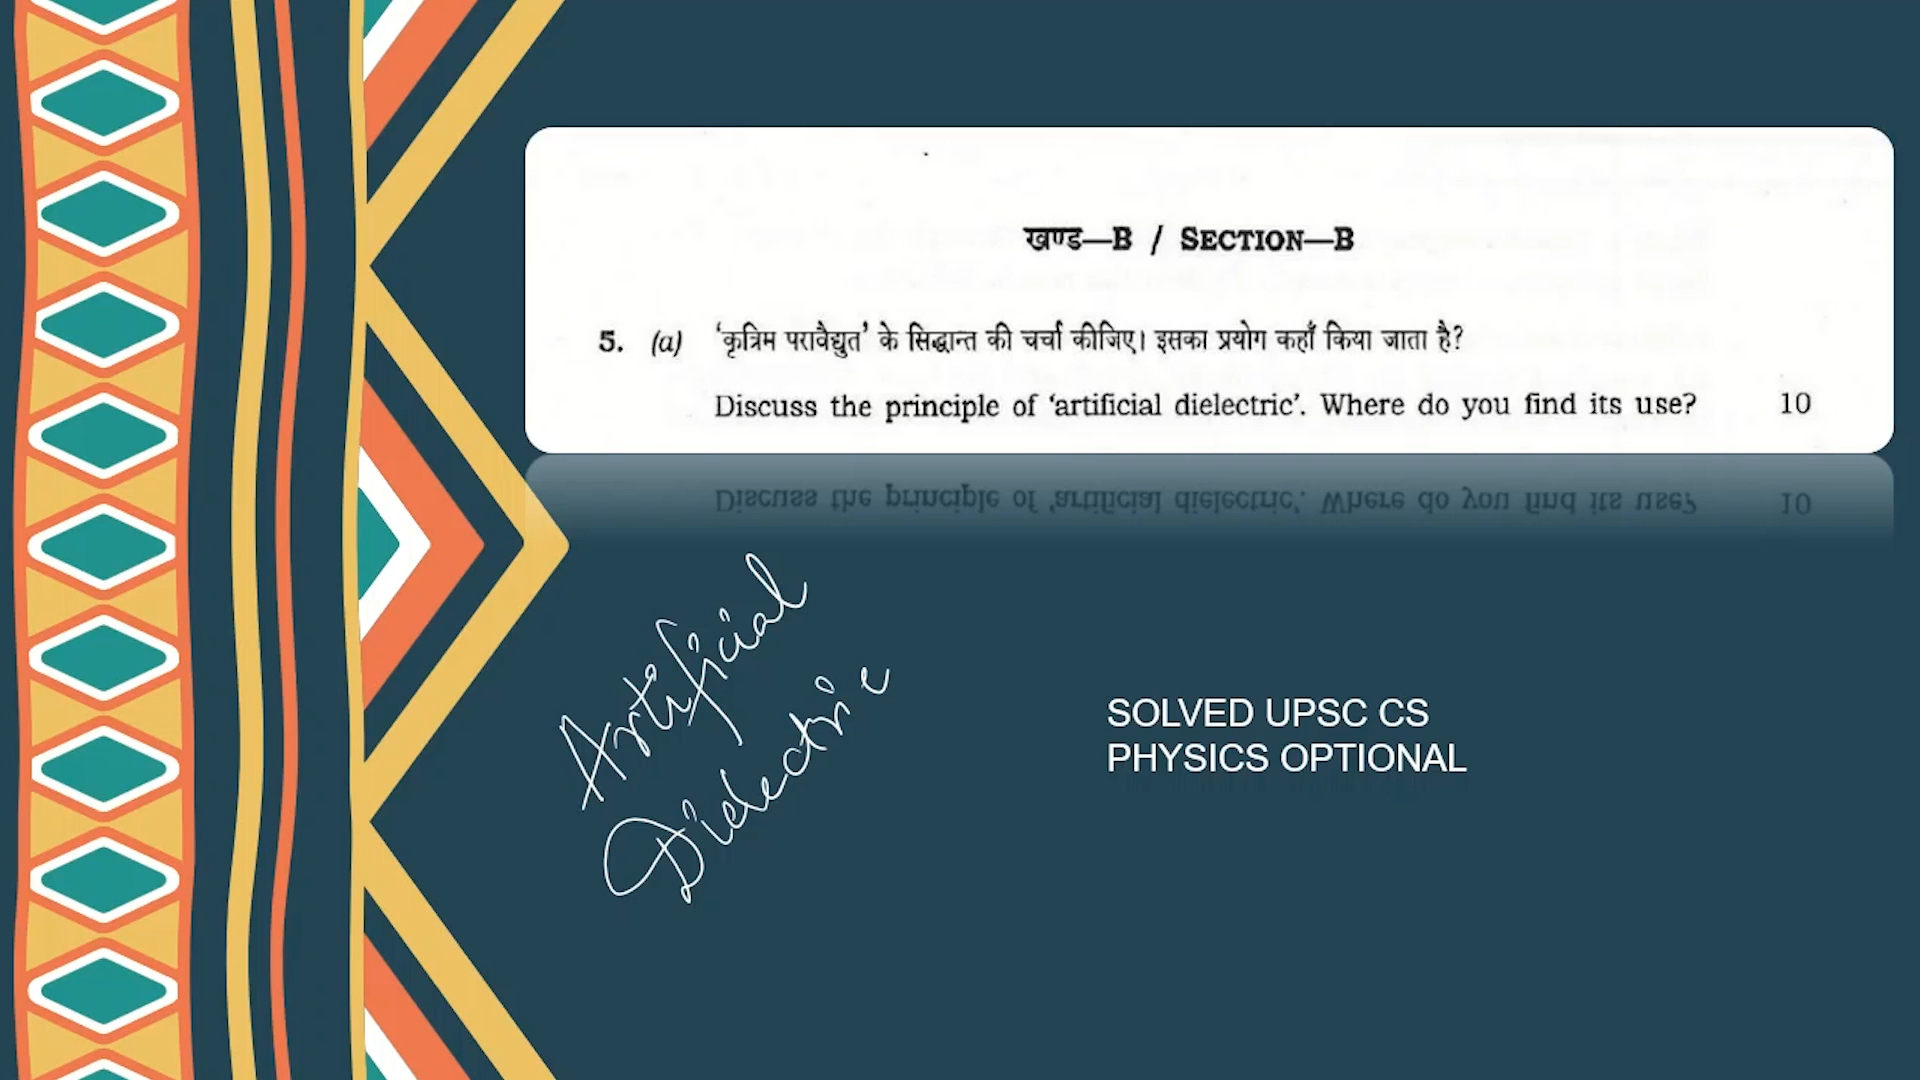 खण्ड—B / SECTION—B
5. (a) ‘कृत्रिम परावैद्युत’ के सिद्धान्त की चर्चा कीजिए। इसका प्रयोग कहाँ किया जाता है?
Discuss the principle of ‘artificial dielectric’. Where do you find its use? 10
Artificial
Dielectric
SOLVED UPSC CS
PHYSICS OPTIONAL